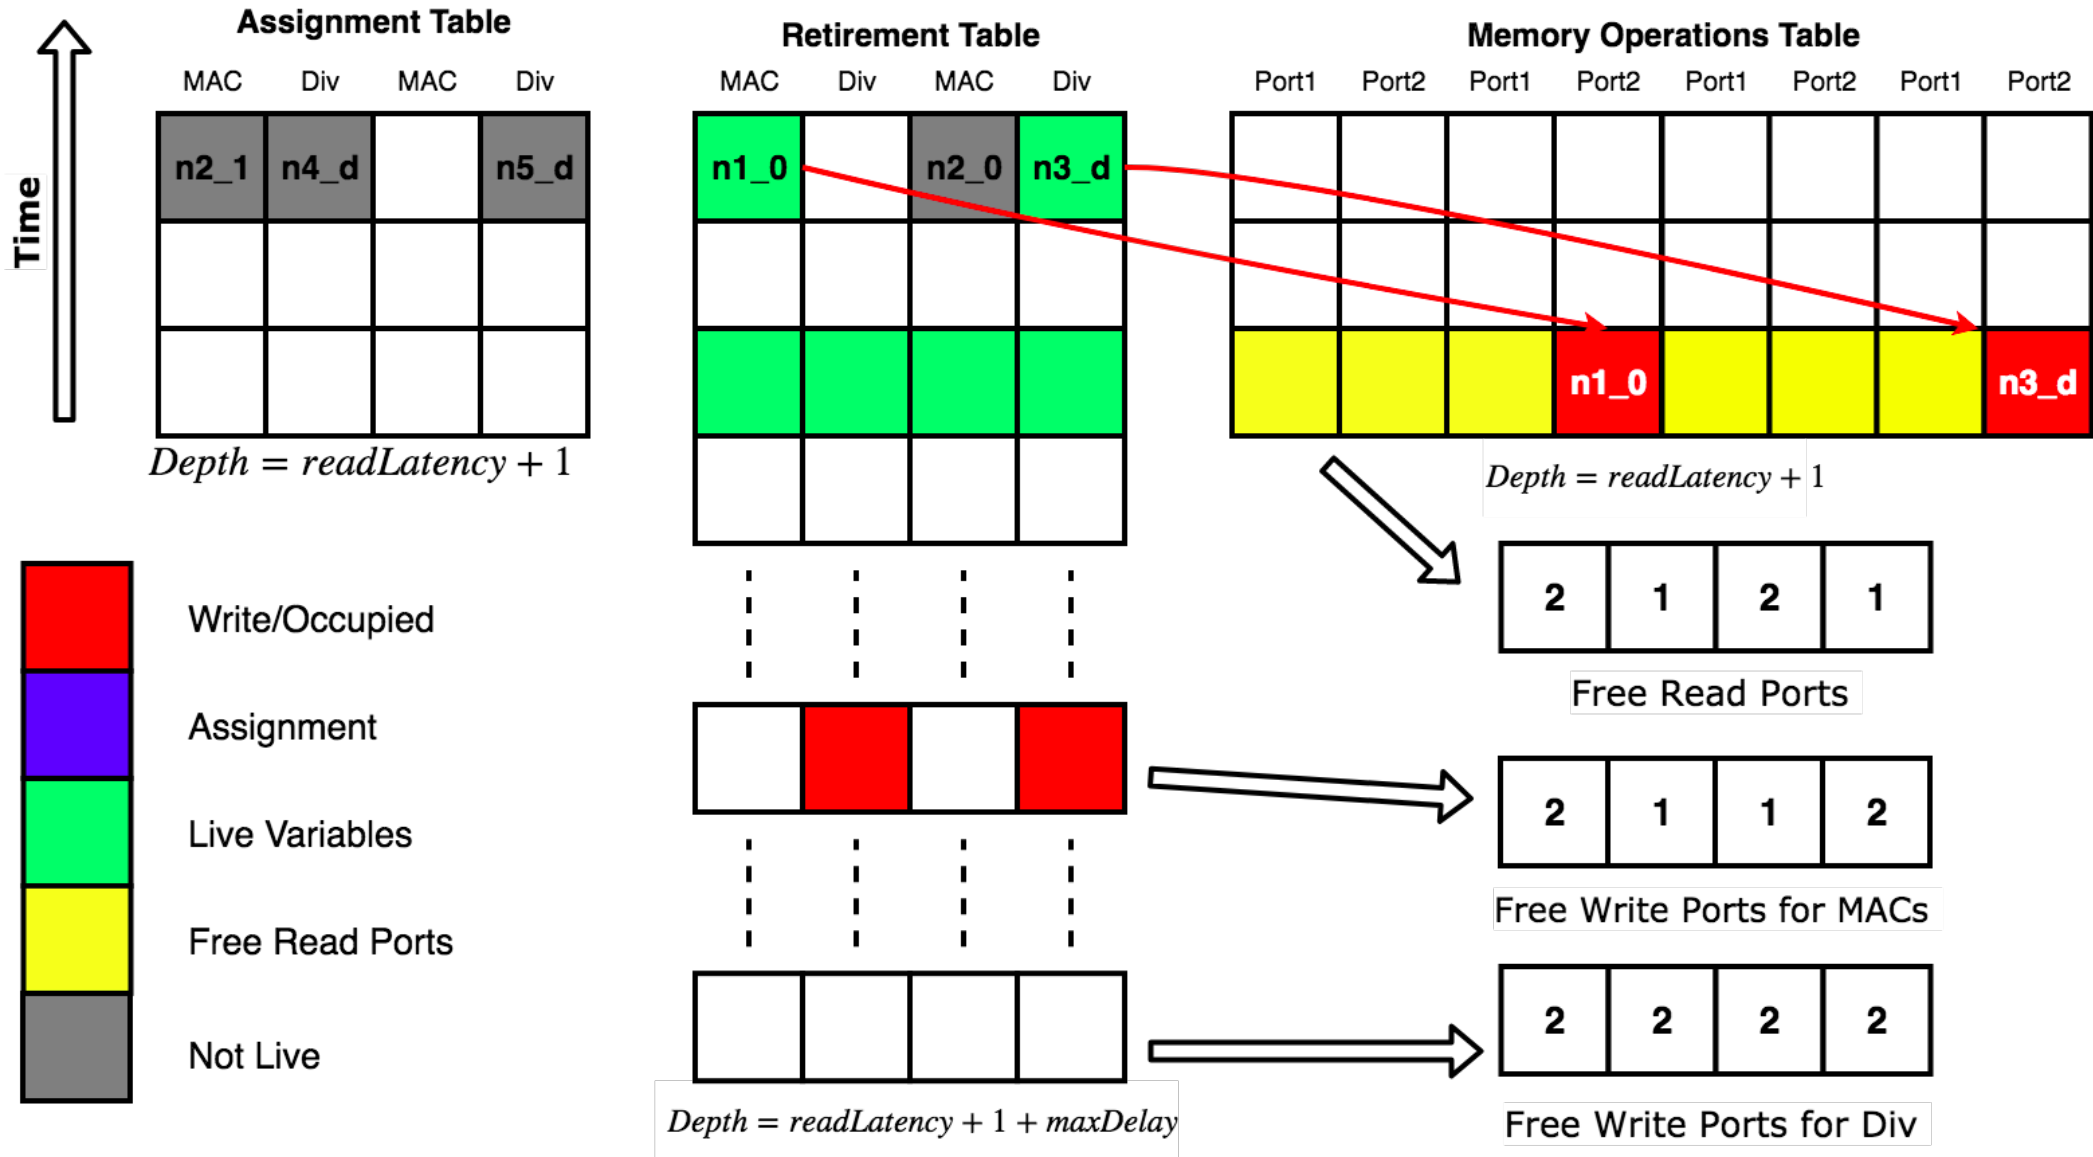 Assignment Table
MAC Div MAC Div
n2_1 n4_d n5_d
Depth = readLatency + 1
Time
Retirement Table
MAC Div MAC Div
n1_0 n2_0 n3_d
Depth = readLatency + 1 + maxDelay
Memory Operations Table
Port1 Port2 Port1 Port2 Port1 Port2 Port1 Port2
n1_0 n3_d
Depth = readLatency + 1
2 1 2 1
Free Read Ports
2 1 1 2
Free Write Ports for MACs
2 2 2 2
Free Write Ports for Div
Write/Occupied
Assignment
Live Variables
Free Read Ports
Not Live